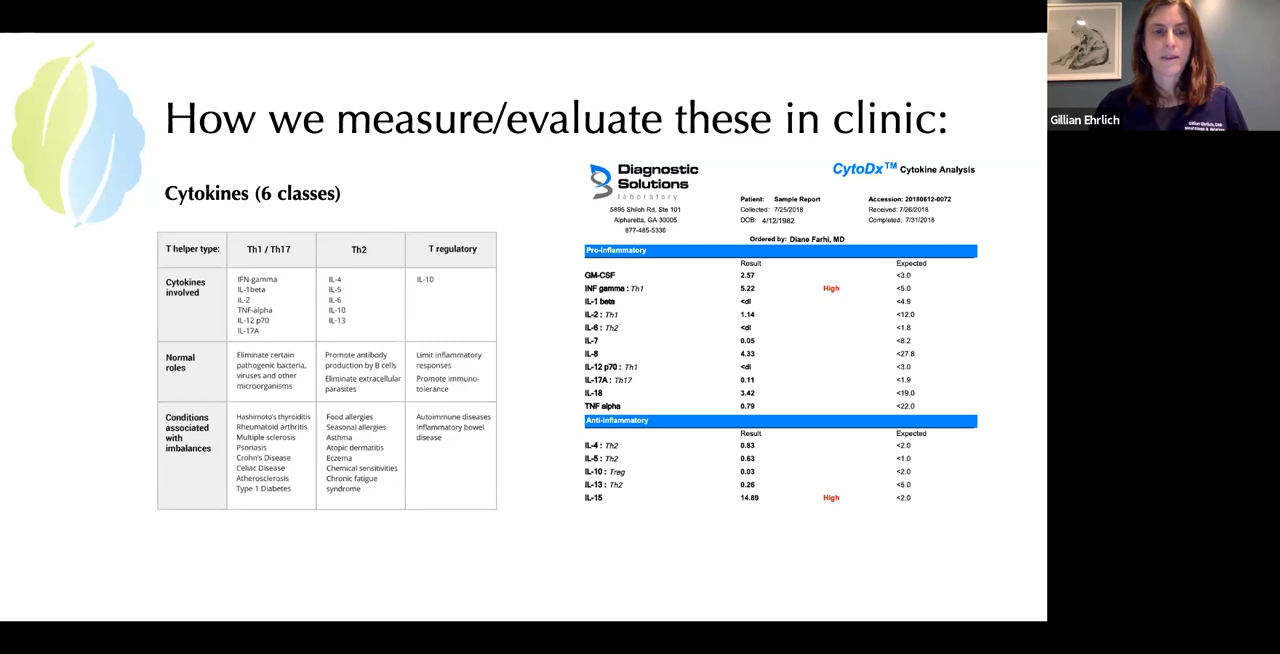 How we measure/evaluate these in clinic:
Cytokines (6 classes)
T helper type: Th1 / Th17 Th2 T regulatory
Cytokines involved
IFN-gamma
IL-1beta
IL-2
TNF-alpha
IL-12 p70
IL-17A
IL-4
IL-5
IL-6
IL-10
IL-13
IL-10
Normal roles
Eliminate certain
pathogenic bacteria,
viruses and other
microorganisms
Promote antibody
production by B cells
Eliminate extracellular
parasites
Limit inflammatory
responses
Promote immuno-
tolerance
Conditions
associated
with
imbalances
Hashimoto's thyroiditis
Rheumatoid arthritis
Multiple sclerosis
Psoriasis
Crohn's Disease
Celiac Disease
Atherosclerosis
Type 1 Diabetes
Food allergies
Seasonal allergies
Asthma
Atopic dermatitis
Eczema
Chemical sensitivities
Chronic fatigue
syndrome
Autoimmune diseases
Inflammatory bowel
disease
Diagnostic
Solutions
laboratory
5895 Shiloh Rd, Ste 101
Alpharetta, GA 30005
877-485-5336
CytoDx™ Cytokine Analysis
Patient: Sample Report Accession: 20180612-0072
Collected: 7/25/2018 Received: 7/26/2018
DOB: 4/12/1982 Completed: 7/31/2018
Ordered by: Diane Farhi, MD
Pro-inflammatory
Result Expected
GM-CSF 2.57 <3.0
INF gamma : Th1 5.22 High <5.0
IL-1 beta <dl <4.9
IL-2 : Th1 1.14 <12.0
IL-6 : Th2 <dl <1.8
IL-7 0.05 <8.2
IL-8 4.33 <27.8
IL-12 p70 : Th1 <dl <3.0
IL-17A : Th17 0.11 <1.9
IL-18 3.42 <19.0
TNF alpha 0.79 <22.0
Anti-inflammatory
Result Expected
IL-4 : Th2 0.83 <2.0
IL-5 : Th2 0.63 <1.0
IL-10 : Treg 0.03 <2.0
IL-13 : Th2 0.26 <5.0
IL-15 14.89 High <2.0
Gillian Ehrlich